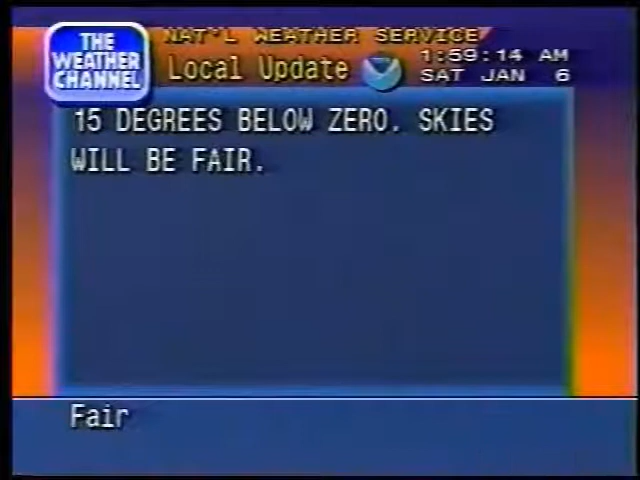 THE
WEATHER
CHANNEL
NAT'L WEATHER SERVICE
Local Update
1:59:14 AM
SAT JAN 6
15 DEGREES BELOW ZERO. SKIES
WILL BE FAIR.
Fair